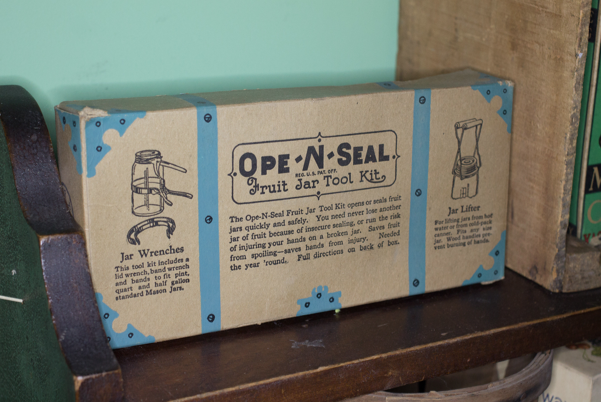 OPE-N-SEAL
REG. U.S. PAT. OFF.
Fruit Jar Tool Kit
The Ope-N-Seal Fruit Jar Tool Kit opens or seals fruit
jars quickly and safely. You need never lose another
jar of fruit because of insecure sealing, or run the risk
of injuring your hands on a broken jar. Saves fruit
from spoiling—saves hands from injury. Needed
the year 'round. Full directions on back of box.
Jar Wrenches
This tool kit includes a
lid wrench, band wrench
and bands to fit pint,
quart and half gallon
standard Mason Jars.
Jar Lifter
For lifting jars from hot
water or from cold-pack
canner. Fits any size
jar. Wood handles pre-
vent burning of hands.